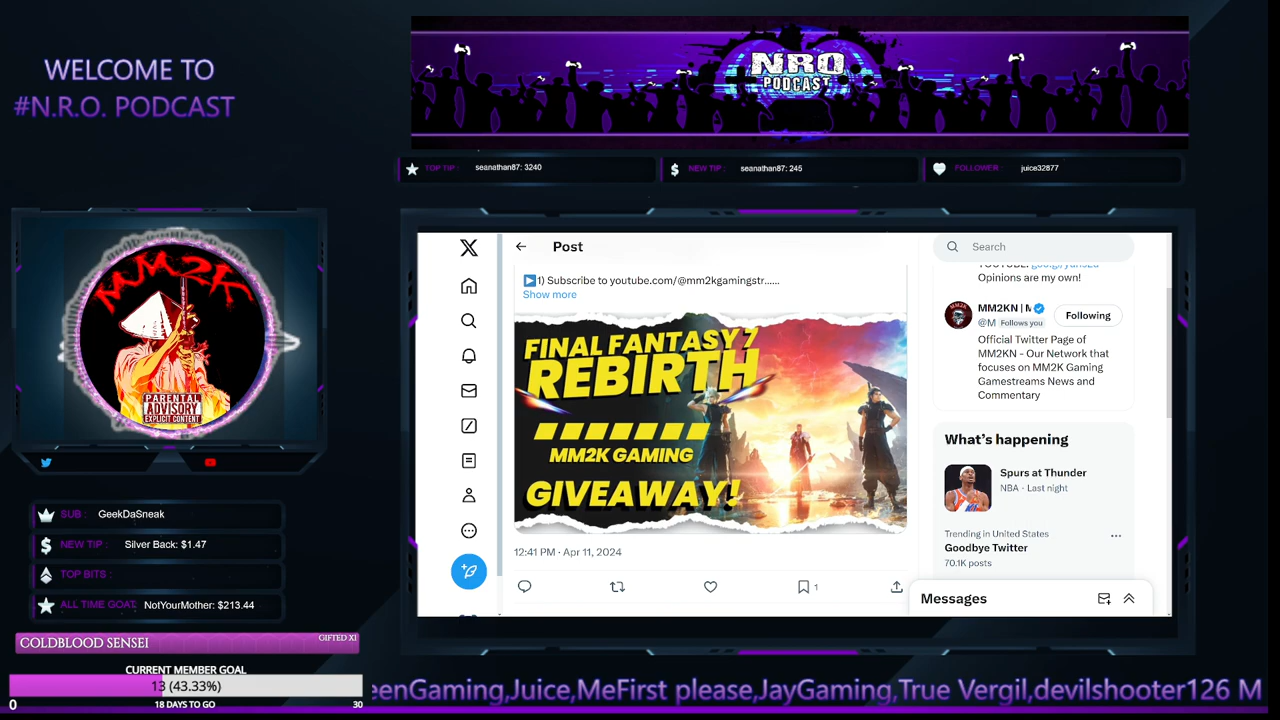 WELCOME TO
#N.R.O. PODCAST
NRO
PODCAST
TOP TIP : seanathan87: 3240
NEW TIP : seanathan87: 245
FOLLOWER : juice32877
MM2K
PARENTAL
ADVISORY
EXPLICIT CONTENT
SUB : GeekDaSneak
NEW TIP : Silver Back: $1.47
TOP BITS :
ALL TIME GOAT: NotYourMother: $213.44
COLDBLOOD SENSEI
GIFTED X1
CURRENT MEMBER GOAL
13 (43.33%)
0
18 DAYS TO GO
30
Post
1) Subscribe to youtube.com/@mm2kgamingstr......
Show more
FINAL FANTASY 7
REBIRTH
MM2K GAMING
GIVEAWAY!
12:41 PM · Apr 11, 2024
1
Search
Opinions are my own!
MM2KN | M
@M Follows you
Following
Official Twitter Page of
MM2KN - Our Network that
focuses on MM2K Gaming
Gamestreams News and
Commentary
What's happening
Spurs at Thunder
NBA · Last night
Trending in United States
Goodbye Twitter
70.1K posts
Messages
eenGaming,Juice,MeFirst please,JayGaming,True Vergil,devilshooter126 M